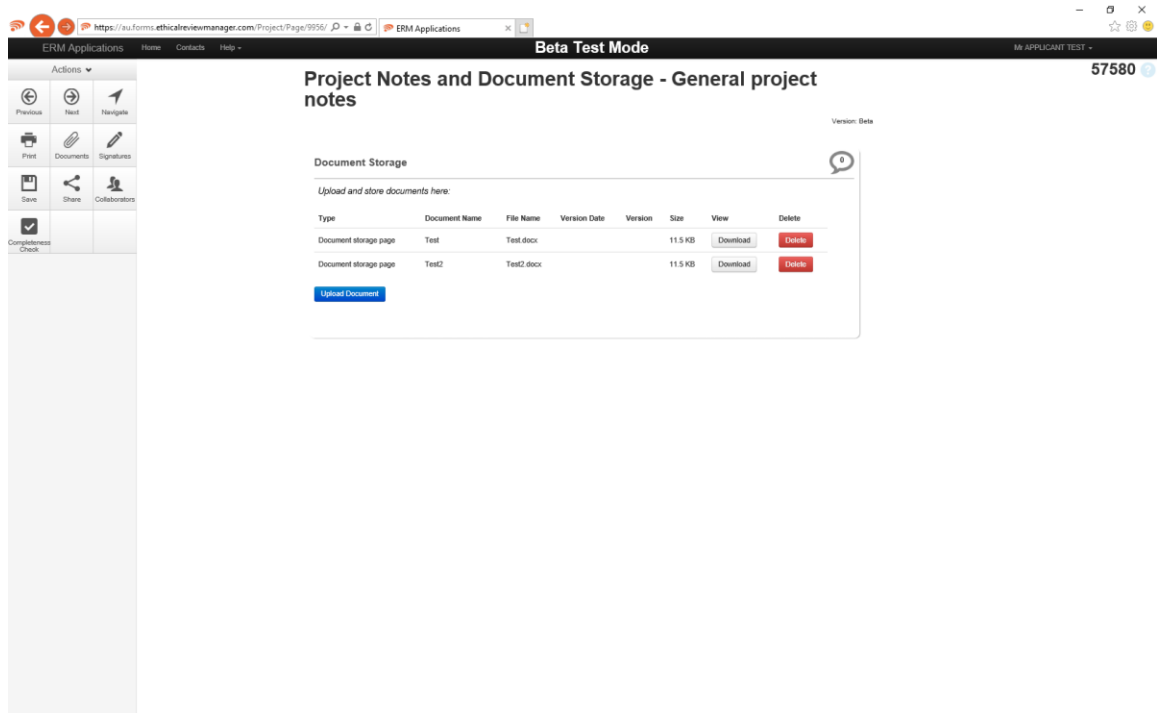 https://au.forms.ethicalreviewmanager.com/Project/Page/9956/
ERM Applications
ERM Applications Home Contacts Help
Beta Test Mode
Mr APPLICANT TEST
Actions
Previous Next Navigate
Print Documents Signatures
Save Share Collaborators
Completeness
Check
57580 ?
Project Notes and Document Storage - General project
notes
Version: Beta
Document Storage
0
Upload and store documents here:
Type Document Name File Name Version Date Version Size View Delete
Document storage page Test Test.docx 11.5 KB Download Delete
Document storage page Test2 Test2.docx 11.5 KB Download Delete
Upload Document